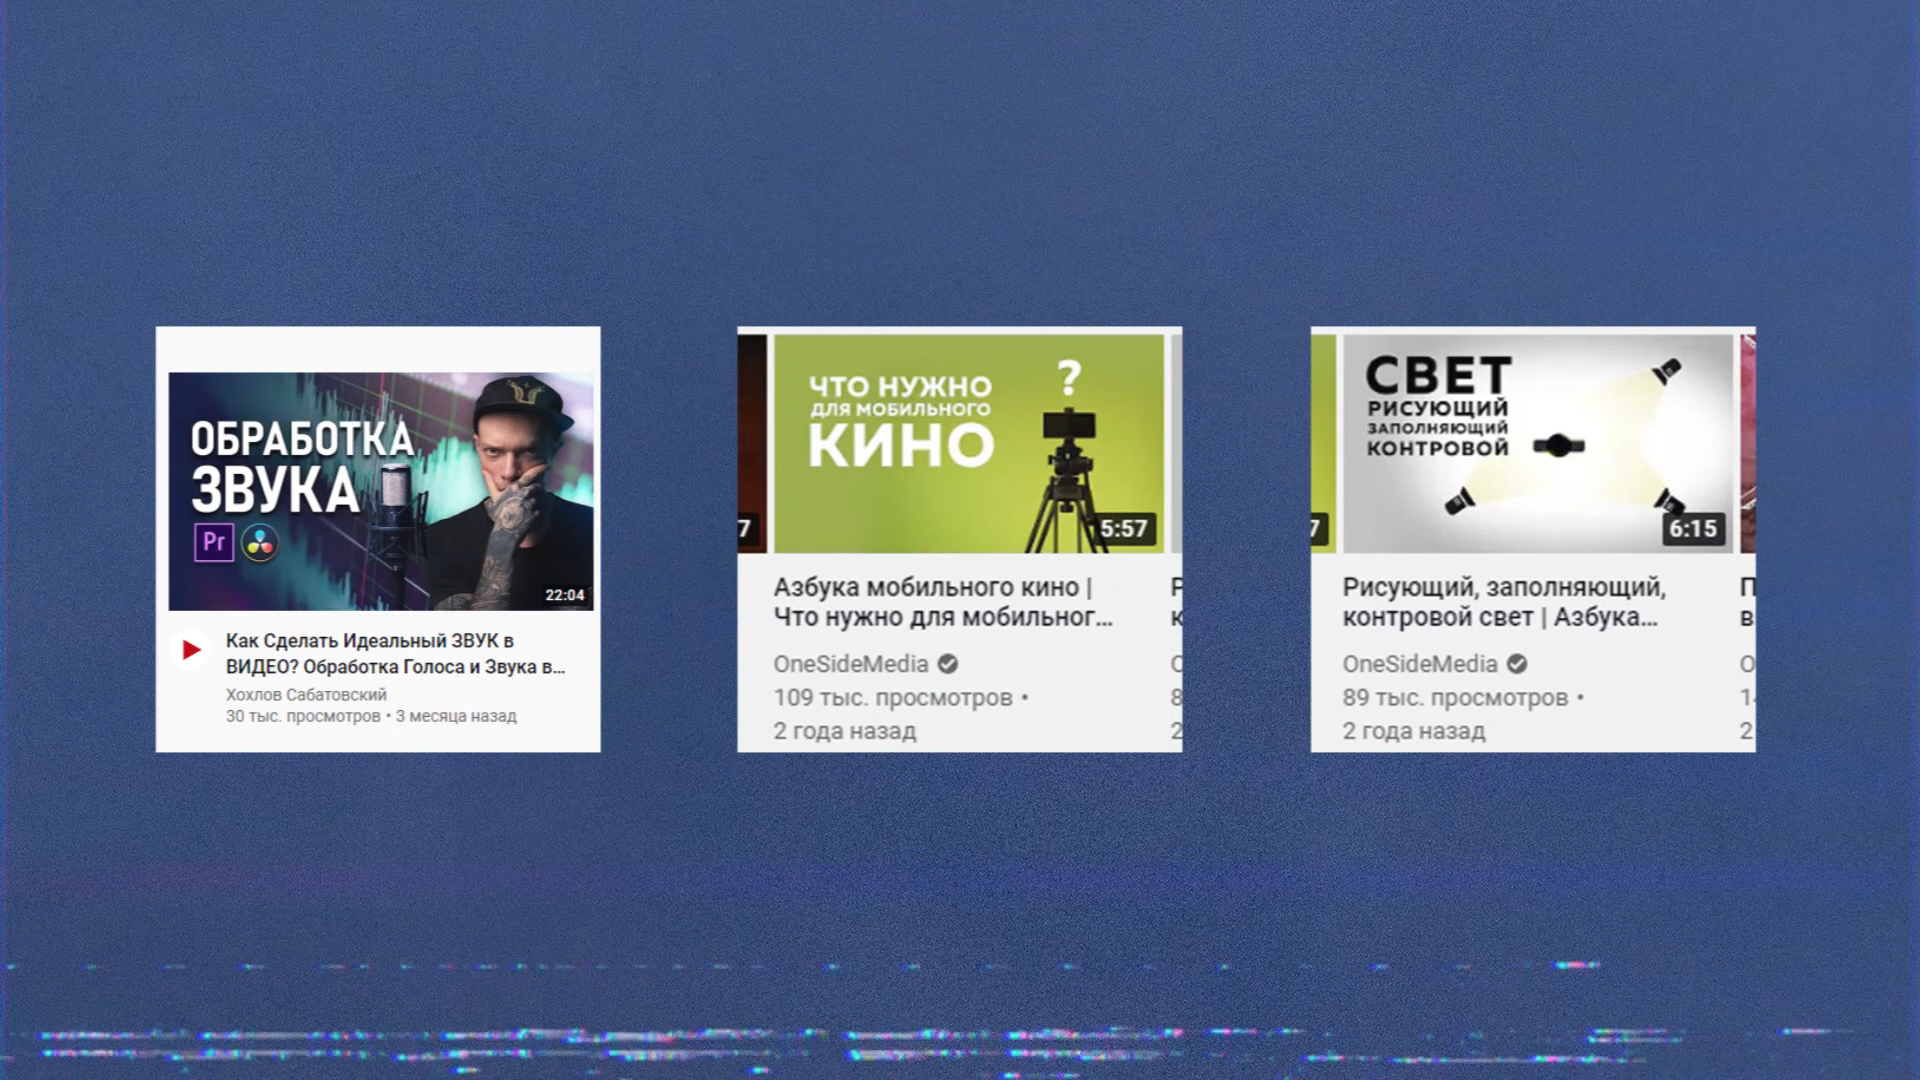 ОБРАБОТКА
ЗВУКА
Pr
22:04
Как Сделать Идеальный ЗВУК в
ВИДЕО? Обработка Голоса и Звука в...
Хохлов Сабатовский
30 тыс. просмотров • 3 месяца назад
7
ЧТО НУЖНО
ДЛЯ МОБИЛЬНОГО
КИНО
?
5:57
Азбука мобильного кино |
Что нужно для мобильног...
OneSideMedia
109 тыс. просмотров •
2 года назад
7
СВЕТ
РИСУЮЩИЙ
ЗАПОЛНЯЮЩИЙ
КОНТРОВОЙ
6:15
Рисующий, заполняющий,
контровой свет | Азбука...
OneSideMedia
89 тыс. просмотров •
2 года назад